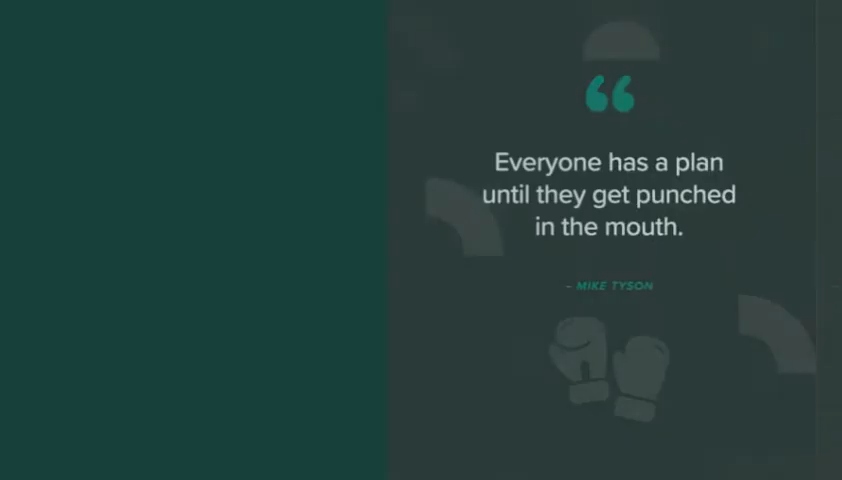 “
Everyone has a plan
until they get punched
in the mouth.
– MIKE TYSON